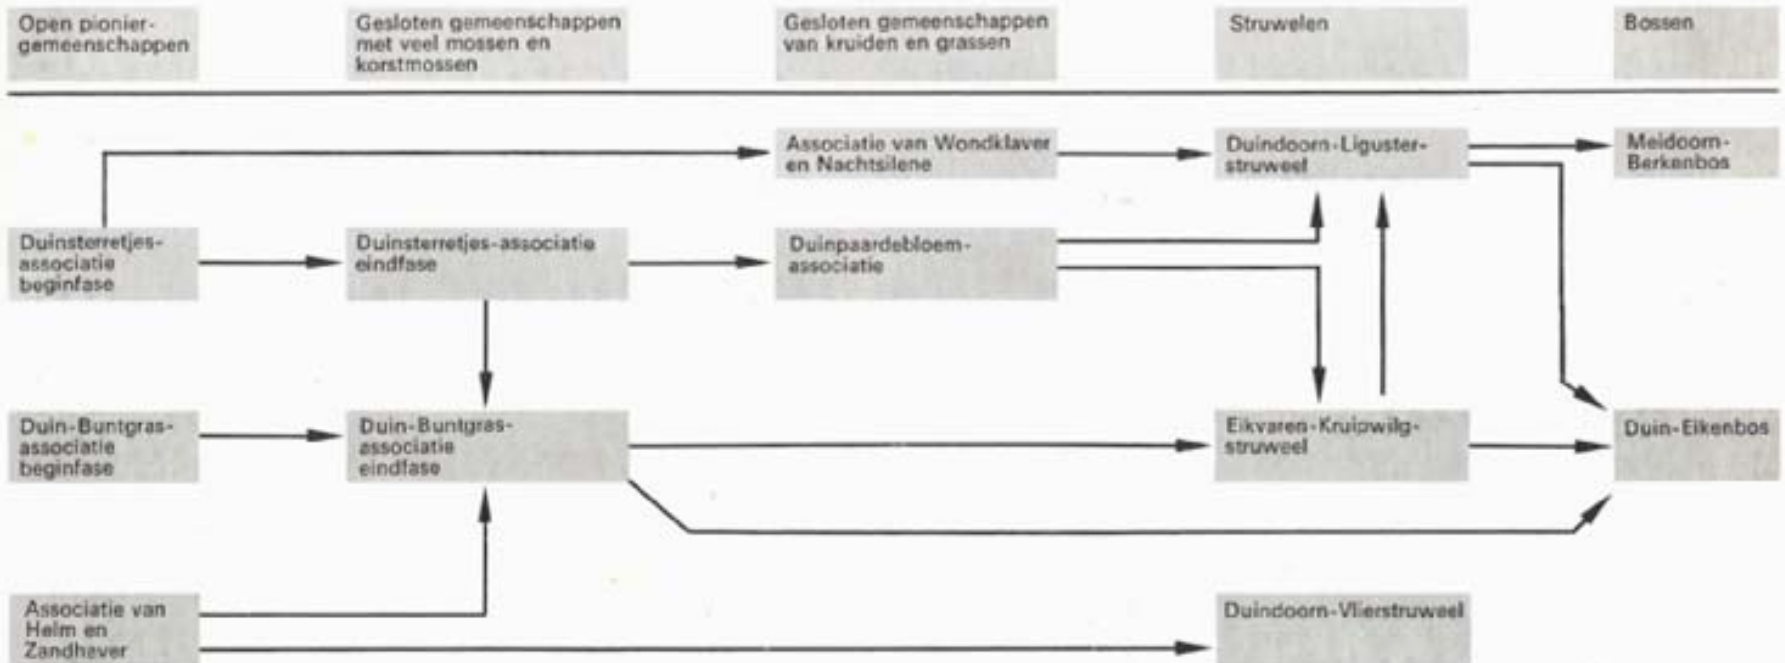 Open pionier-
gemeenschappen
Gesloten gemeenschappen
met veel mossen en
korstmossen
Gesloten gemeenschappen
van kruiden en grassen
Struwelen
Bossen
Associatie van Wondklaver
en Nachtsilene
Duindoorn-Liguster-
struweel
Meidoorn-
Berkenbos
Duinsterretjes-
associatie
beginfase
Duinsterretjes-associatie
eindfase
Duinpaardebloem-
associatie
Duin-Buntgras-
associatie
beginfase
Duin-Buntgras-
associatie
eindfase
Eikvaren-Kruipwilg-
struweel
Duin-Eikenbos
Associatie van
Helm en
Zandhaver
Duindoorn-Vlierstruweel